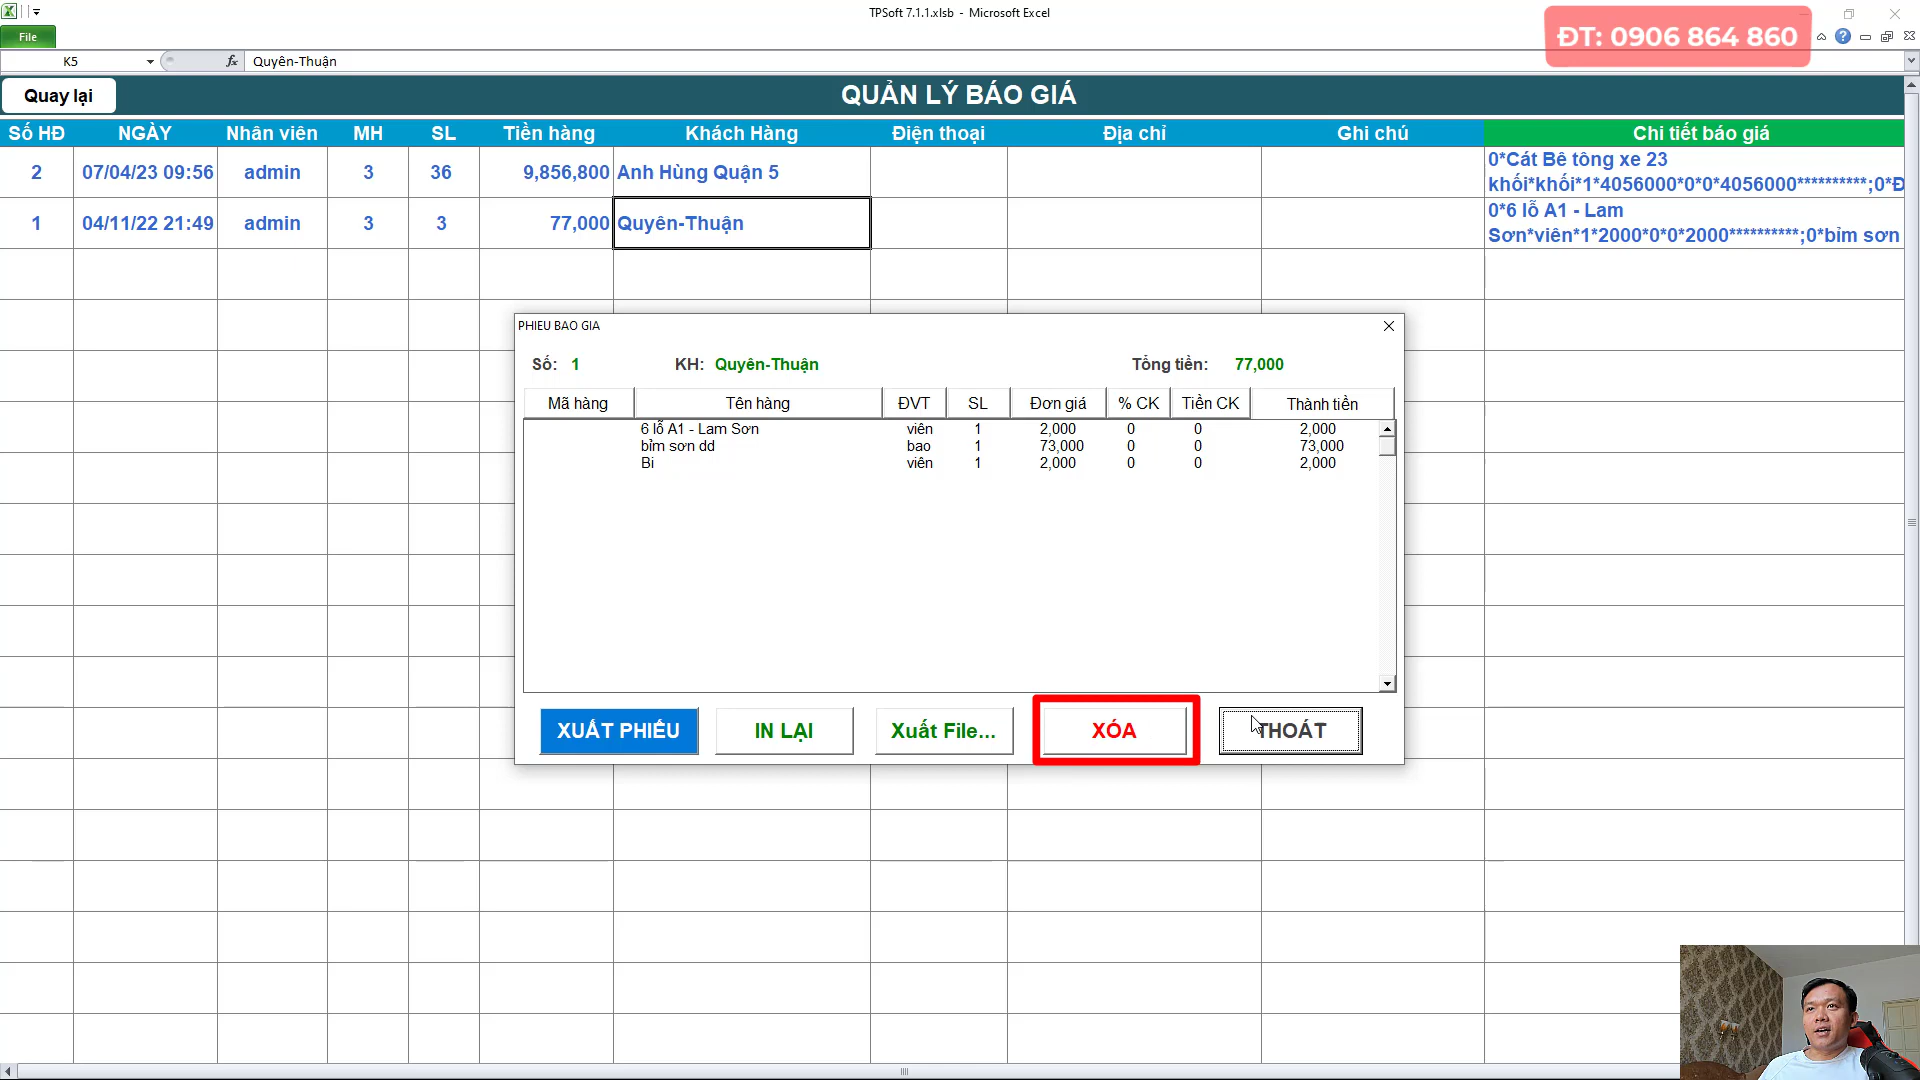 TPSoft 7.1.1.xlsb - Microsoft Excel
ĐT: 0906 864 860
File
K5
fx
Quyên-Thuận
Quay lại
QUẢN LÝ BÁO GIÁ
Số HĐ NGÀY Nhân viên MH SL Tiền hàng Khách Hàng Điện thoại Địa chỉ Ghi chú Chi tiết báo giá
2 07/04/23 09:56 admin 3 36 9,856,800 Anh Hùng Quận 5
0*Cát Bê tông xe 23
khối*khối*1*4056000*0*0*4056000**********;0*Đ
1 04/11/22 21:49 admin 3 3 77,000 Quyên-Thuận
0*6 lỗ A1 - Lam
Sơn*viên*1*2000*0*0*2000**********;0*bỉm sơn
PHIEU BAO GIA
Số: 1 KH: Quyên-Thuận Tổng tiền: 77,000
Mã hàng Tên hàng ĐVT SL Đơn giá % CK Tiền CK Thành tiền
6 lỗ A1 - Lam Sơn viên 1 2,000 0 0 2,000
bỉm sơn dd bao 1 73,000 0 0 73,000
Bi viên 1 2,000 0 0 2,000
XUẤT PHIẾU IN LẠI Xuất File... XÓA THOÁT